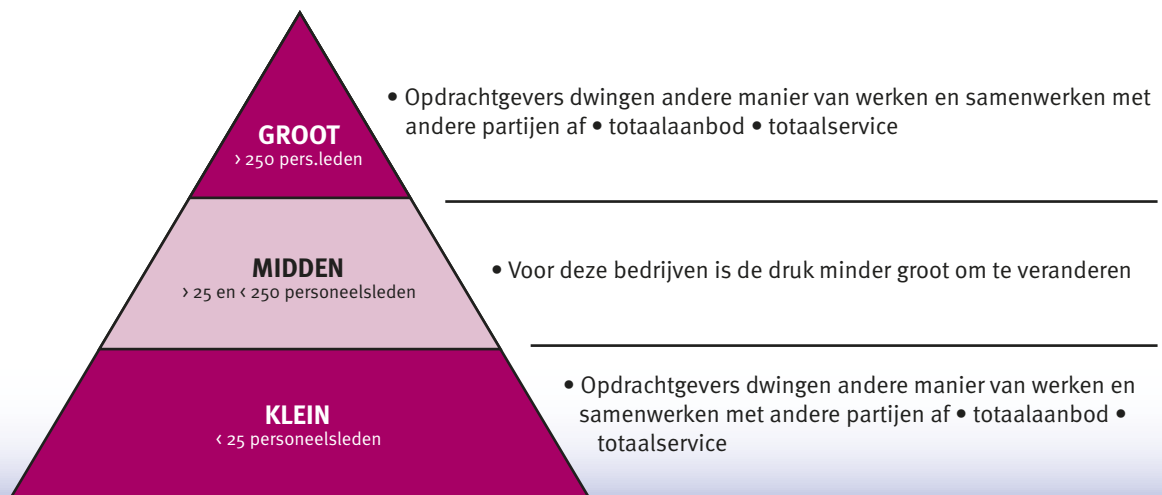 • Opdrachtgevers dwingen andere manier van werken en samenwerken met
andere partijen af • totaalaanbod • totaalservice
GROOT
› 250 pers.leden
MIDDEN
› 25 en ‹ 250 personeelsleden
• Voor deze bedrijven is de druk minder groot om te veranderen
KLEIN
‹ 25 personeelsleden
• Opdrachtgevers dwingen andere manier van werken en
samenwerken met andere partijen af • totaalaanbod •
totaalservice